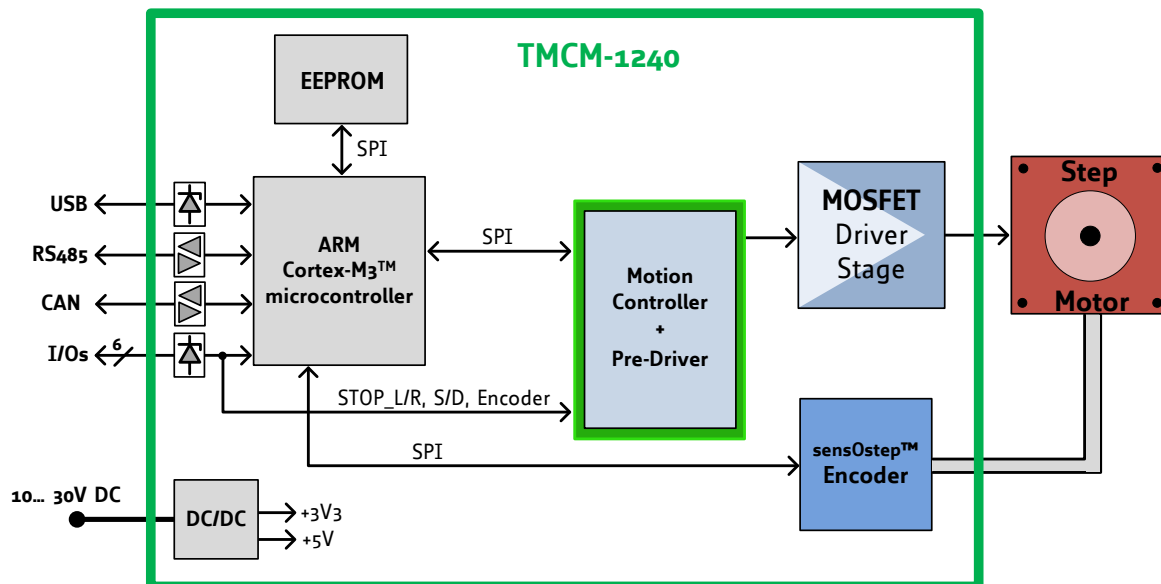 TMCM-1240
EEPROM
SPI
USB
RS485
CAN
I/Os
6
ARM
Cortex-M3™
microcontroller
SPI
Motion
Controller
+
Pre-Driver
MOSFET
Driver
Stage
Step
Motor
STOP_L/R, S/D, Encoder
SPI
sensOstep™
Encoder
10... 30V DC
DC/DC
+3V3
+5V